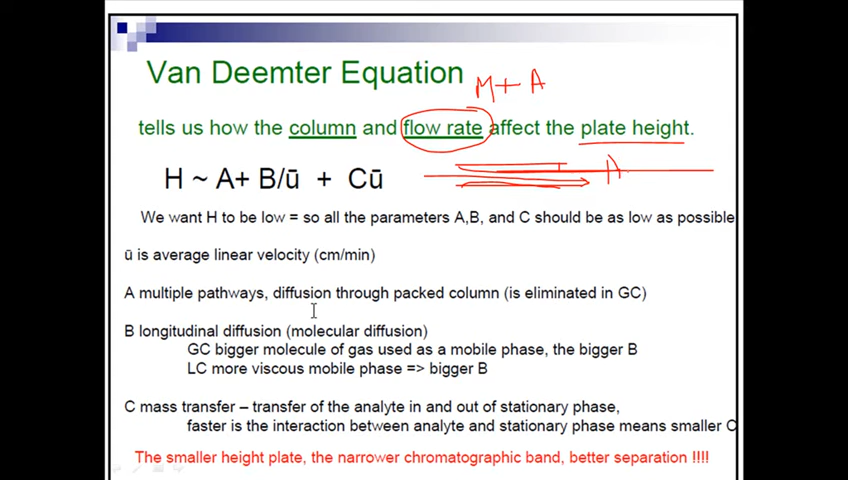 Van Deemter Equation
M+ A
tells us how the column and flow rate affect the plate height.
A
H ~ A+ B/ū + Cū
We want H to be low = so all the parameters A,B, and C should be as low as possible
ū is average linear velocity (cm/min)
A multiple pathways, diffusion through packed column (is eliminated in GC)
B longitudinal diffusion (molecular diffusion)
GC bigger molecule of gas used as a mobile phase, the bigger B
LC more viscous mobile phase => bigger B
C mass transfer – transfer of the analyte in and out of stationary phase,
faster is the interaction between analyte and stationary phase means smaller C
The smaller height plate, the narrower chromatographic band, better separation !!!!